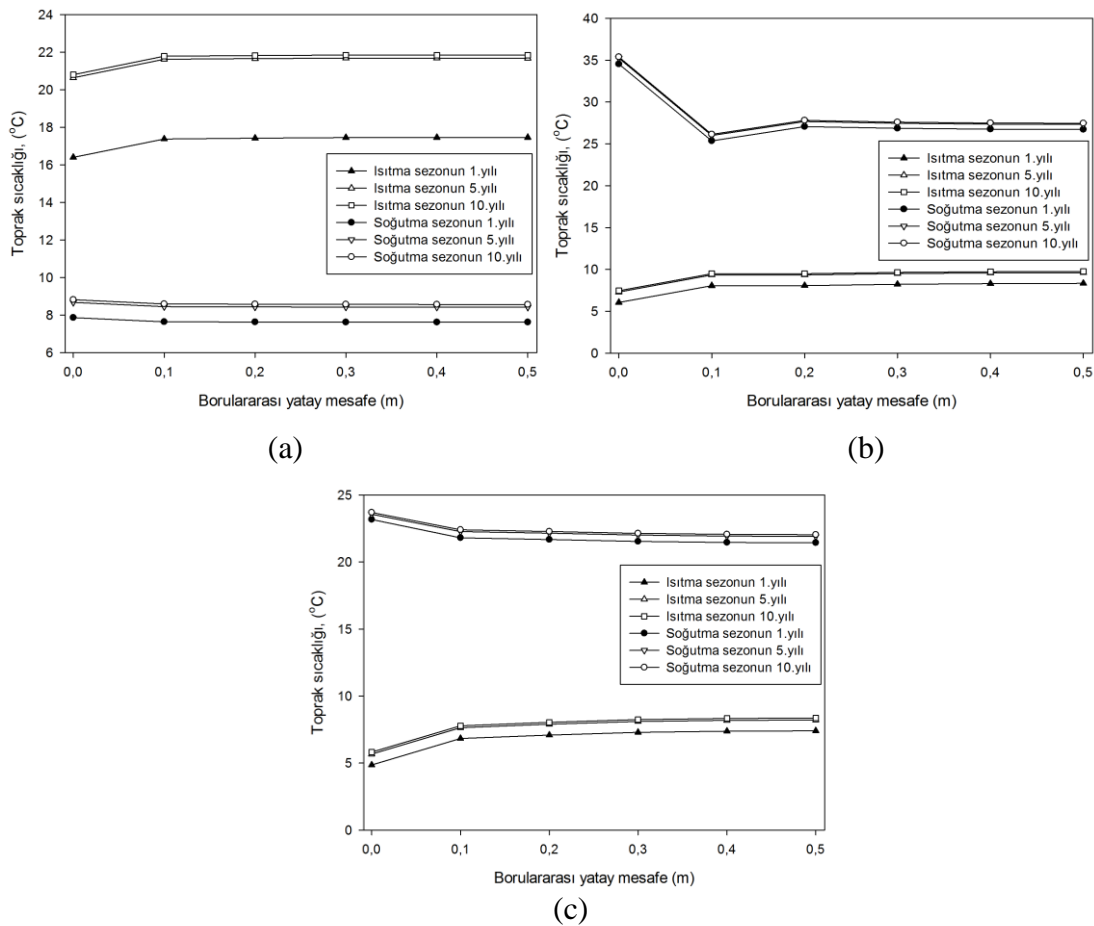 22
20
18
16
14
12
10
8
6
Toprak sıcaklığı, (°C)
Isıtma sezonun 1.yılı
Isıtma sezonun 5.yılı
Isıtma sezonun 10.yılı
Soğutma sezonun 1.yılı
Soğutma sezonun 5.yılı
Soğutma sezonun 10.yılı
0,0 0,1 0,2 0,3 0,4 0,5
Borulararası yatay mesafe (m)
(a)
40
35
30
25
20
15
10
5
0
Toprak sıcaklığı, (°C)
Isıtma sezonun 1.yılı
Isıtma sezonun 5.yılı
Isıtma sezonun 10.yılı
Soğutma sezonun 1.yılı
Soğutma sezonun 5.yılı
Soğutma sezonun 10.yılı
0,0 0,1 0,2 0,3 0,4 0,5
Borulararası yatay mesafe (m)
(b)
25
20
15
10
5
0
Toprak sıcaklığı, (°C)
Isıtma sezonun 1.yılı
Isıtma sezonun 5.yılı
Isıtma sezonun 10.yılı
Soğutma sezonun 1.yılı
Soğutma sezonun 5.yılı
Soğutma sezonun 10.yılı
0,0 0,1 0,2 0,3 0,4 0,5
Borulararası yatay mesafe (m)
(c)